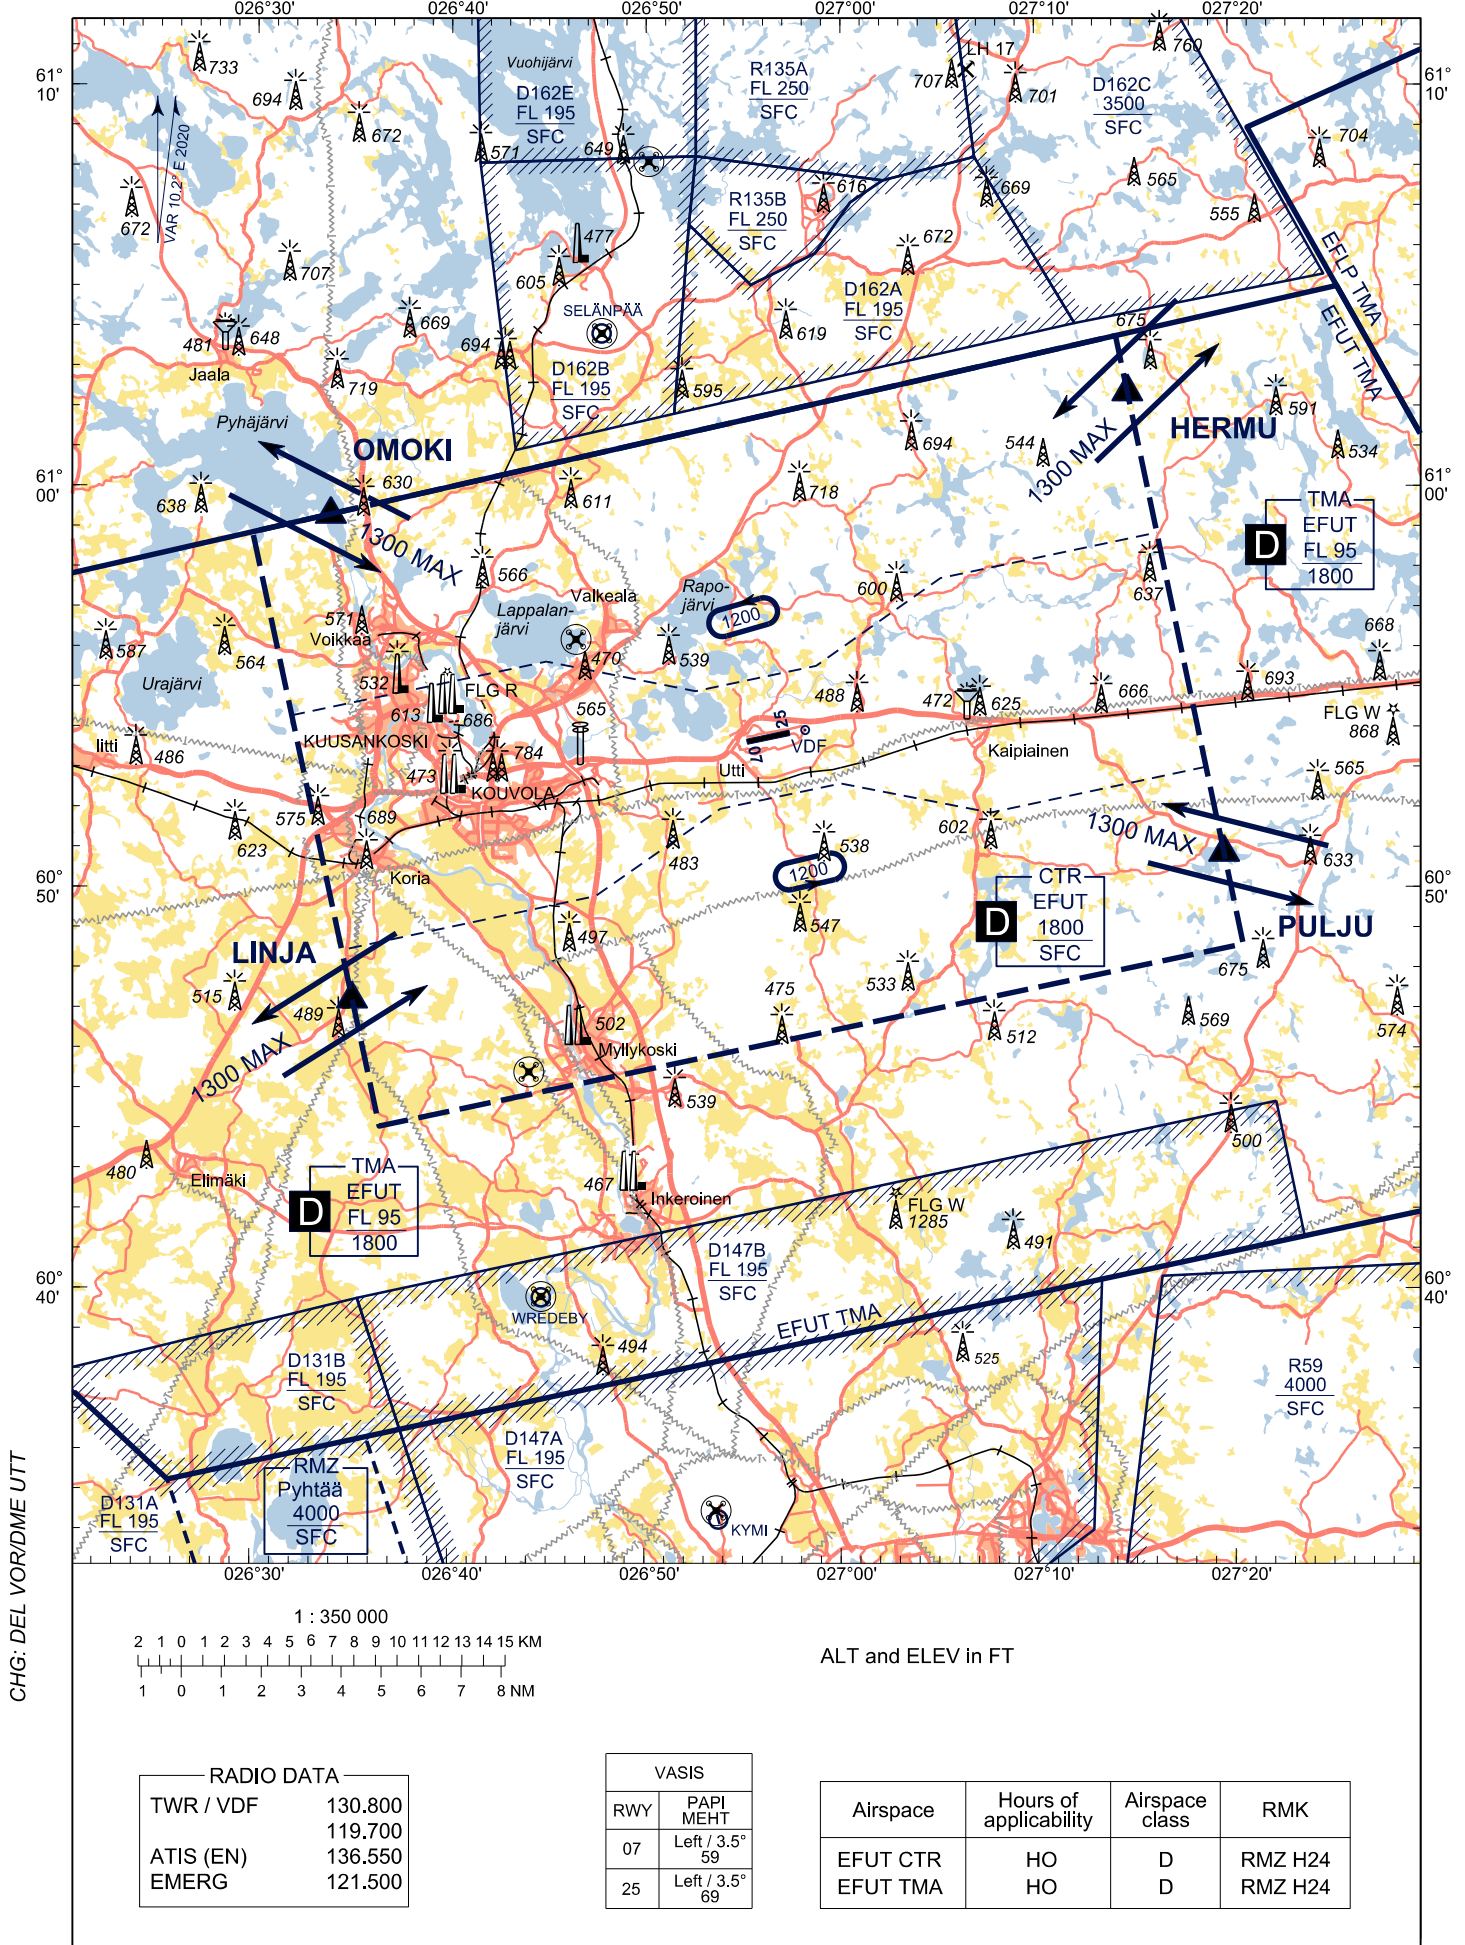 026°30'
026°40'
026°50'
027°00'
027°10'
027°20'
733
694
672
VAR 10.2° E 2020
672
707
Vuohijärvi
D162E
FL 195
SFC
571
649
R135A
FL 250
SFC
LH 17
707
701
760
D162C
3500
SFC
61°
10'
61°
10'
704
565
555
669
616
R135B
FL 250
SFC
672
477
605
SELÄNPÄÄ
D162A
FL 195
SFC
EFLP TMA
EFUT TMA
669
694
481
648
Jaala
719
D162B
FL 195
SFC
595
619
675
Pyhäjärvi
OMOKI
630
638
1300 MAX
611
718
694
544
1300 MAX
HERMU
591
534
61°
00'
61°
00'
TMA
EFUT
FL 95
1800
D
566
Valkeala
Lappalan-
järvi
Rapo-
järvi
1200
600
637
571
Voikkaa
587
564
Urajärvi
532
470
539
668
FLG R
613
686
565
488
472
625
666
693
FLG W
868
Iitti
486
KUUSANKOSKI
784
473
KOUVOLA
Utti
07
25
VDF
Kaipiainen
565
575
689
623
Korja
483
538
1200
602
1300 MAX
633
60°
50'
60°
50'
547
CTR
EFUT
1800
SFC
D
PULJU
LINJA
497
515
489
1300 MAX
502
Myllykoski
475
533
512
675
569
574
539
480
Elimäki
TMA
EFUT
FL 95
1800
D
467
Inkeroinen
500
FLG W
1285
491
D147B
FL 195
SFC
60°
40'
60°
40'
WREDEBY
EFUT TMA
494
525
D131B
FL 195
SFC
R59
4000
SFC
D147A
FL 195
SFC
RMZ
Pyhtää
4000
SFC
D131A
FL 195
SFC
KYMI
026°30'
026°40'
026°50'
027°00'
027°10'
027°20'
CHG: DEL VOR/DME UTT
1 : 350 000
2 1 0 1 2 3 4 5 6 7 8 9 10 11 12 13 14 15 KM
1 0 1 2 3 4 5 6 7 8 NM
ALT and ELEV in FT
RADIO DATA
TWR / VDF 130.800
119.700
ATIS (EN) 136.550
EMERG 121.500
VASIS
RWY PAPI MEHT
07 Left / 3.5° 59
25 Left / 3.5° 69
Airspace Hours of applicability Airspace class RMK
EFUT CTR HO D RMZ H24
EFUT TMA HO D RMZ H24